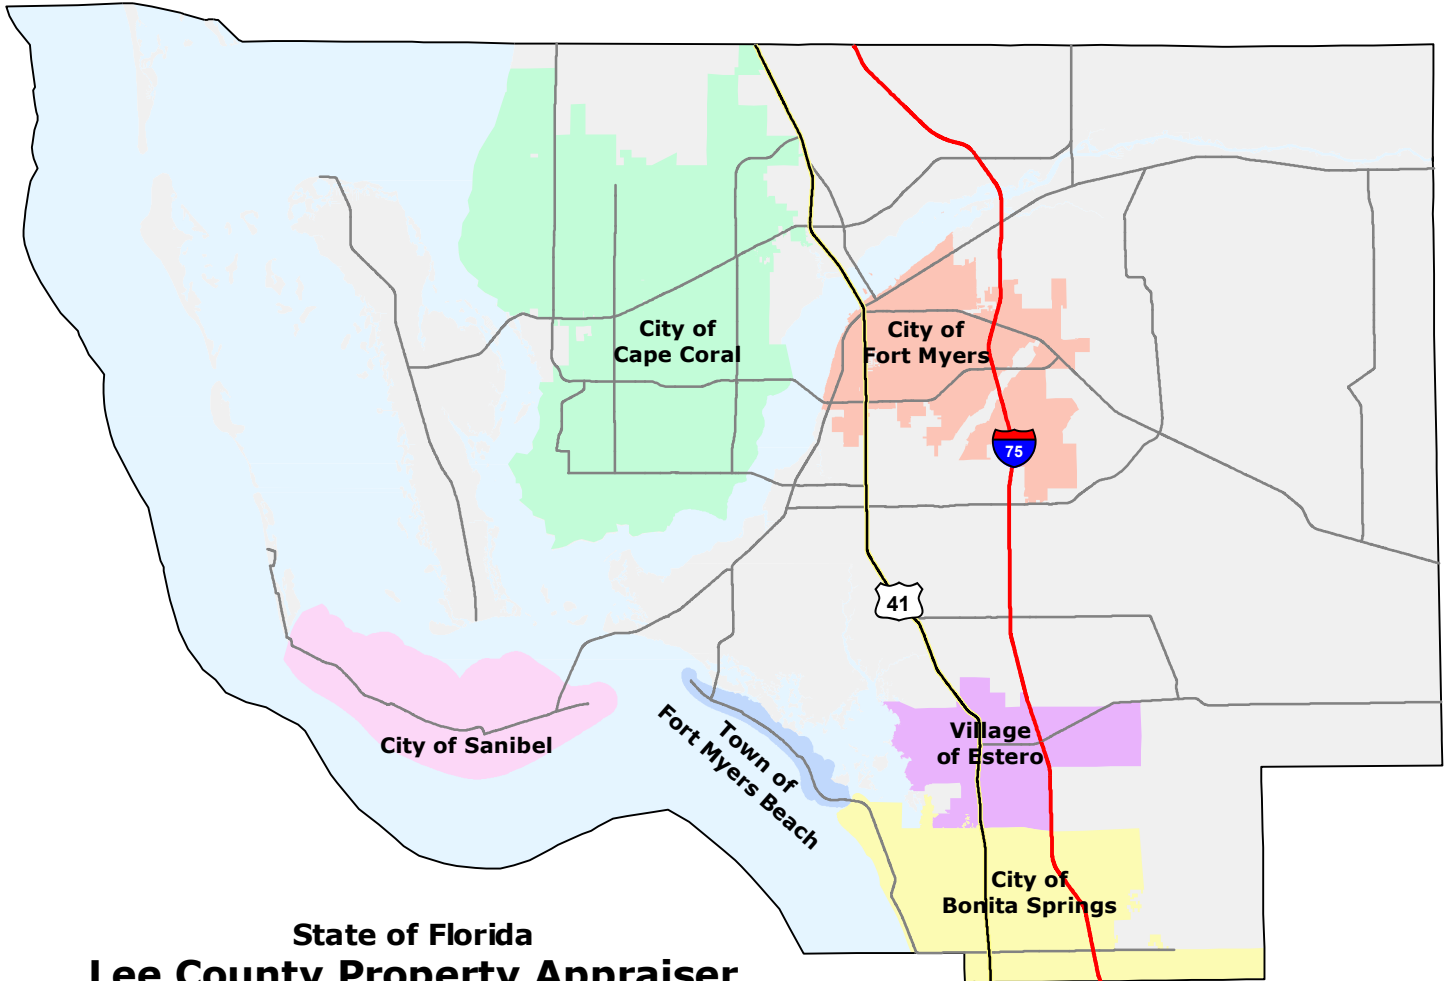 City of
Cape Coral
City of
Fort Myers
75
41
City of Sanibel
Town of
Fort Myers Beach
Village
of Estero
City of
Bonita Springs
State of Florida
Lee County Property Appraiser